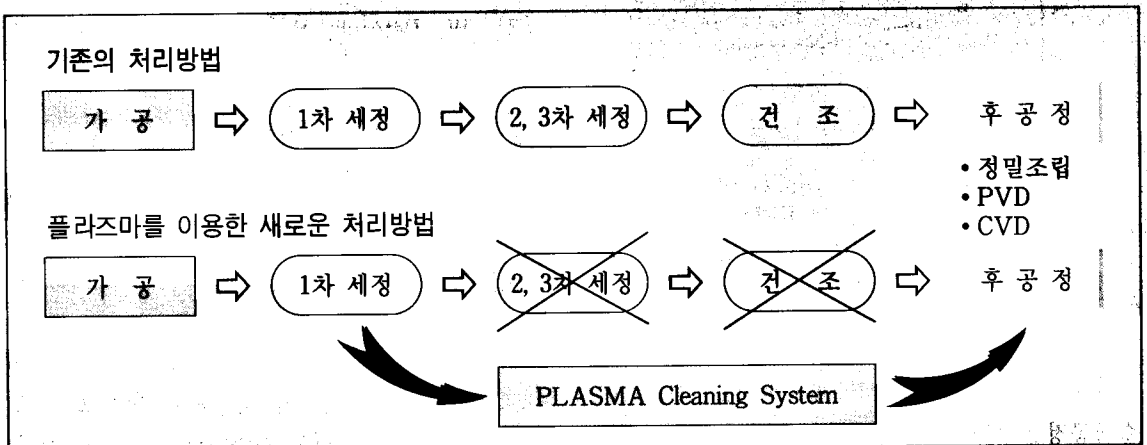 기존의 처리방법
가 공 ⇨ 1차 세정 ⇨ 2, 3차 세정 ⇨ 건 조 ⇨ 후 공 정
• 정밀조립
• PVD
• CVD
플라즈마를 이용한 새로운 처리방법
가 공 ⇨ 1차 세정 ⇨ 2, 3차 세정 ⇨ 건 조 ⇨ 후 공 정
PLASMA Cleaning System